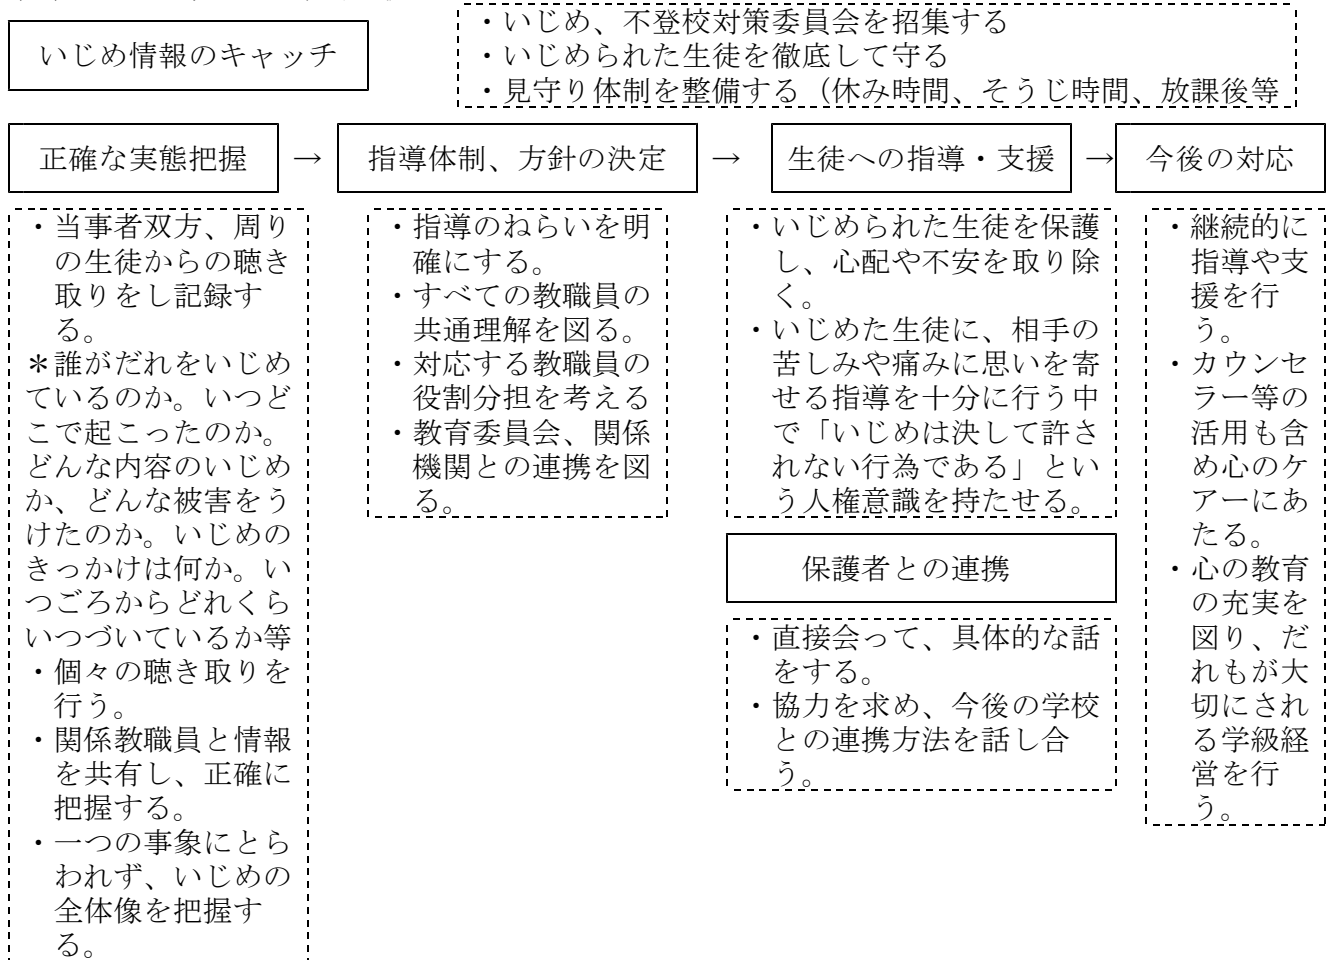 いじめ情報のキャッチ
・いじめ、不登校対策委員会を招集する
・いじめられた生徒を徹底して守る
・見守り体制を整備する（休み時間、そうじ時間、放課後等
正確な実態把握
→
指導体制、方針の決定
→
生徒への指導・支援
→
今後の対応
・当事者双方、周り
の生徒からの聴き
取りをし記録す
る。
＊誰がだれをいじめ
ているのか。いつど
こで起こったのか。
どんな内容のいじめ
か、どんな被害をう
けたのか。いじめの
きっかけは何か。い
つごろからどれくら
いつづいているか等
・個々の聴き取りを
行う。
・関係教職員と情報
を共有し、正確に
把握する。
・一つの事象にとら
われず、いじめの
全体像を把握す
る。
・指導のねらいを明
確にする。
・すべての教職員の
共通理解を図る。
・対応する教職員の
役割分担を考える
・教育委員会、関係
機関との連携を図
る。
・いじめられた生徒を保護
し、心配や不安を取り除
く。
・いじめた生徒に、相手の
苦しみや痛みに思いを寄
せる指導を十分に行う中
で「いじめは決して許さ
れない行為である」とい
う人権意識を持たせる。
保護者との連携
・直接会って、具体的な話
をする。
・協力を求め、今後の学校
との連携方法を話し合
う。
・継続的に
指導や支
援を行
う。
・カウンセ
ラー等の
活用も含
め心のケ
アーにあ
たる。
・心の教育
の充実を
図り、だ
れもが大
切にされ
る学級経
営を行
う。